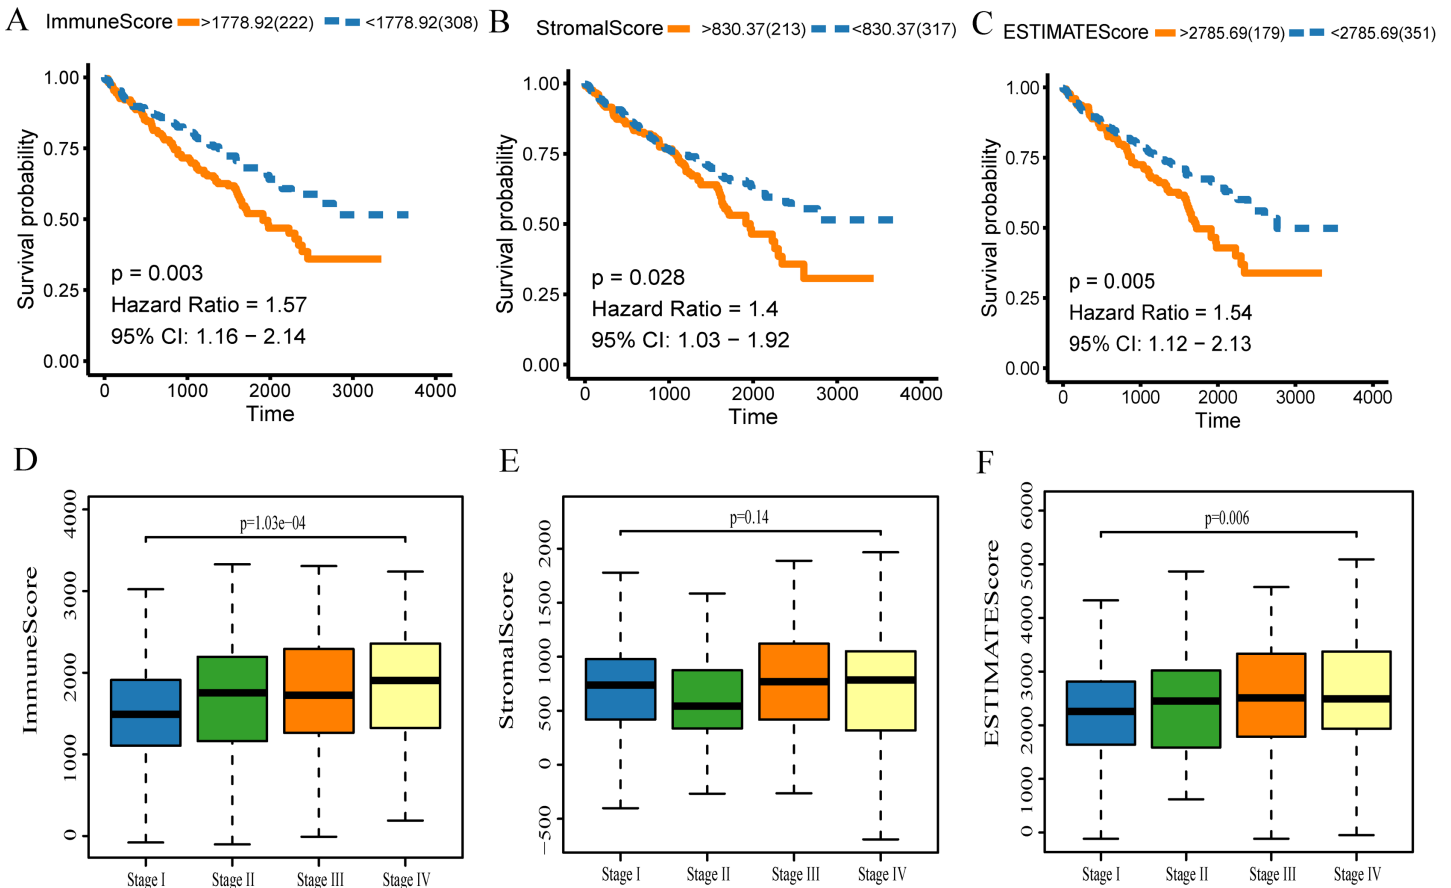 A ImmuneScore >1778.92(222) <1778.92(308)
Survival probability
1.00
0.75
0.50
0.25
0.00
p = 0.003
Hazard Ratio = 1.57
95% CI: 1.16 − 2.14
0 1000 2000 3000 4000
Time
B StromalScore >830.37(213) <830.37(317)
Survival probability
1.00
0.75
0.50
0.25
0.00
p = 0.028
Hazard Ratio = 1.4
95% CI: 1.03 − 1.92
0 1000 2000 3000 4000
Time
C ESTIMATEScore >2785.69(179) <2785.69(351)
Survival probability
1.00
0.75
0.50
0.25
0.00
p = 0.005
Hazard Ratio = 1.54
95% CI: 1.12 − 2.13
0 1000 2000 3000 4000
Time
D
ImmuneScore
4000
3000
2000
1000
0
p=1.03e−04
Stage I Stage II Stage III Stage IV
E
StromalScore
2000
1500
1000
500
0
−500
p=0.14
Stage I Stage II Stage III Stage IV
F
ESTIMATEScore
6000
5000
4000
3000
2000
1000
0
p=0.006
Stage I Stage II Stage III Stage IV